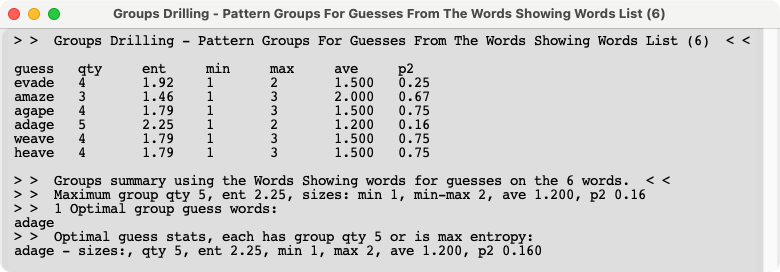 Groups Drilling - Pattern Groups For Guesses From The Words Showing Words List (6)
> > Groups Drilling - Pattern Groups For Guesses From The Words Showing Words List (6) < <
guess qty ent min max ave p2
evade 4 1.92 1 2 1.500 0.25
amaze 3 1.46 1 3 2.000 0.67
agape 4 1.79 1 3 1.500 0.75
adage 5 2.25 1 2 1.200 0.16
weave 4 1.79 1 3 1.500 0.75
heave 4 1.79 1 3 1.500 0.75
> > Groups summary using the Words Showing words for guesses on the 6 words. < <
> > Maximum group qty 5, ent 2.25, sizes: min 1, min-max 2, ave 1.200, p2 0.16
> > 1 Optimal group guess words:
adage
> > Optimal guess stats, each has group qty 5 or is max entropy:
adage - sizes:, qty 5, ent 2.25, min 1, max 2, ave 1.200, p2 0.160